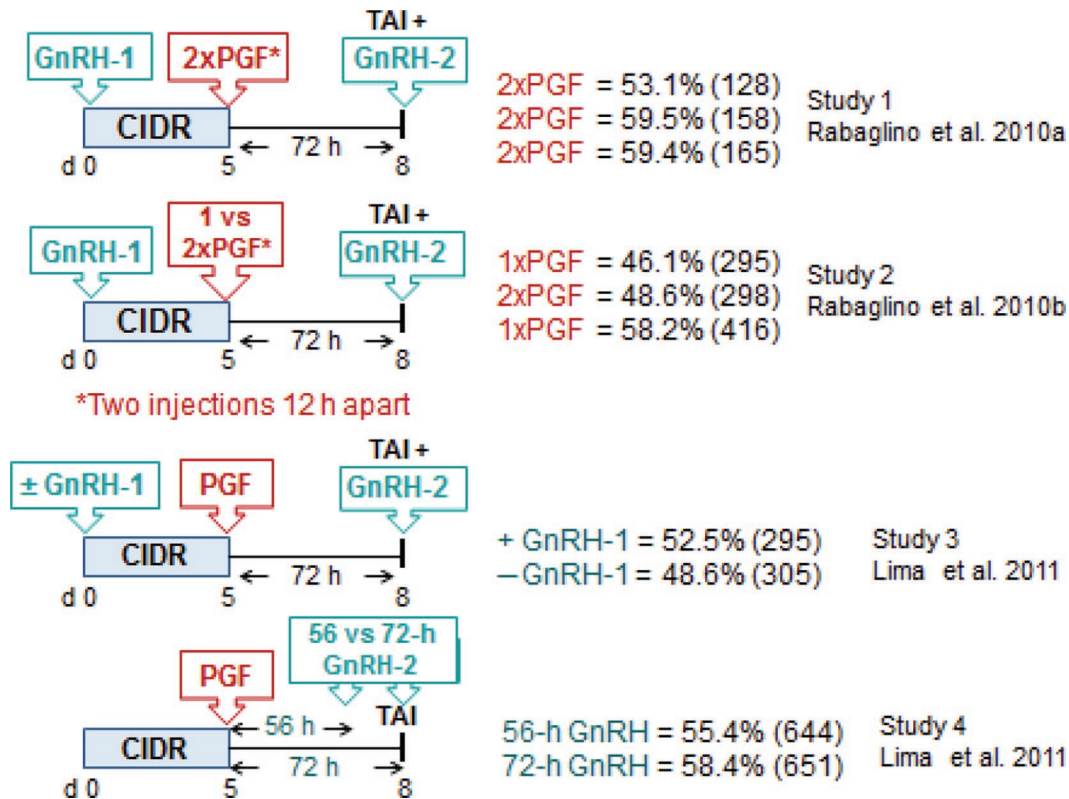 TAI +
GnRH-1
2xPGF*
GnRH-2
CIDR
72 h
d 0
5
8
2xPGF = 53.1% (128)
2xPGF = 59.5% (158)
2xPGF = 59.4% (165)
Study 1
Rabaglino et al. 2010a
TAI +
GnRH-1
1 vs
2xPGF*
GnRH-2
CIDR
72 h
d 0
5
8
1xPGF = 46.1% (295)
2xPGF = 48.6% (298)
1xPGF = 58.2% (416)
Study 2
Rabaglino et al. 2010b
*Two injections 12 h apart
TAI +
± GnRH-1
PGF
GnRH-2
CIDR
72 h
d 0
5
8
+ GnRH-1 = 52.5% (295)
– GnRH-1 = 48.6% (305)
Study 3
Lima et al. 2011
56 vs 72-h
GnRH-2
PGF
56 h
TAI
CIDR
72 h
d 0
5
8
56-h GnRH = 55.4% (644)
72-h GnRH = 58.4% (651)
Study 4
Lima et al. 2011